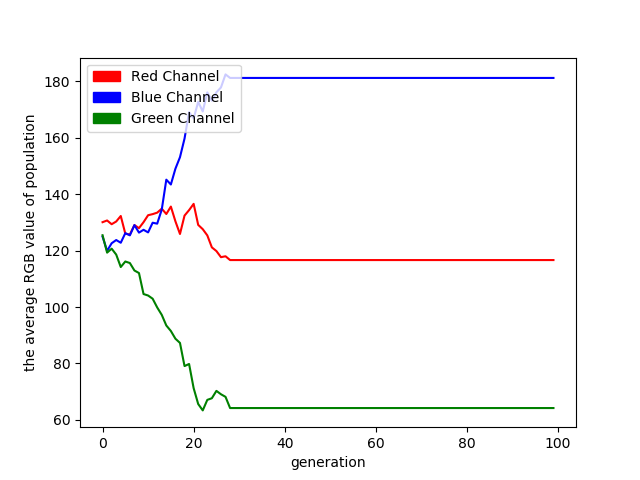 Red Channel
Blue Channel
Green Channel
180
160
140
120
100
80
60
the average RGB value of population
0 20 40 60 80 100
generation